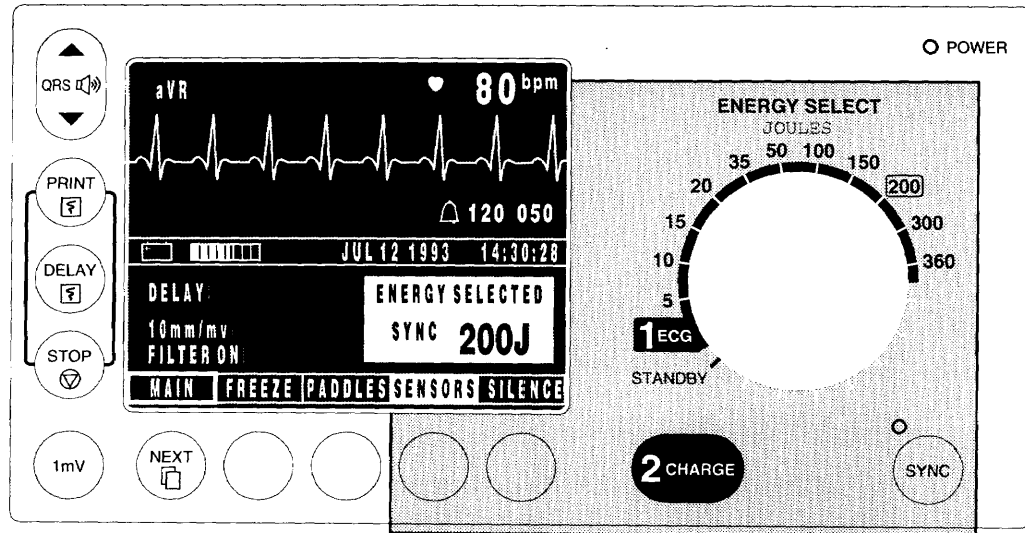 POWER
QRS
aVR
80 bpm
ENERGY SELECT
JOULES
5 10 15 20 35 50 100 150 200 300 360
PRINT
120 050
DELAY
JUL 12 1993 14:30:28
DELAY:
ENERGY SELECTED
SYNC 200J
10mm/mv
FILTER ON:
1 ECG
STANDBY
STOP
MAIN FREEZE PADDLES SENSORS SILENCE
1mV
NEXT
2 CHARGE
SYNC